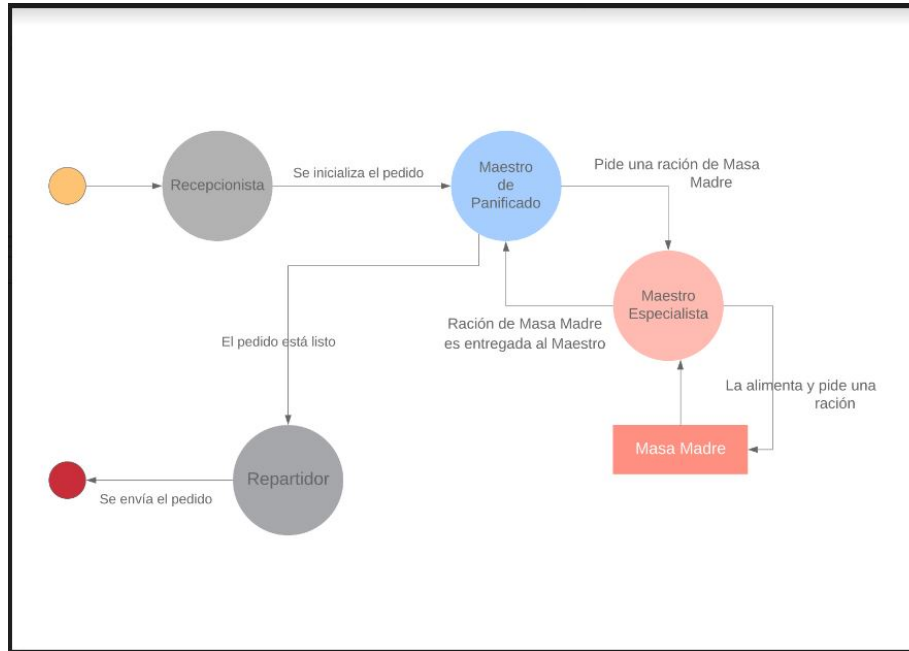 Recepcionista
Se inicializa el pedido
Maestro
de
Panificado
Pide una ración de Masa
Madre
Maestro
Especialista
Ración de Masa Madre
es entregada al Maestro
El pedido está listo
La alimenta y pide una
ración
Masa Madre
Repartidor
Se envía el pedido